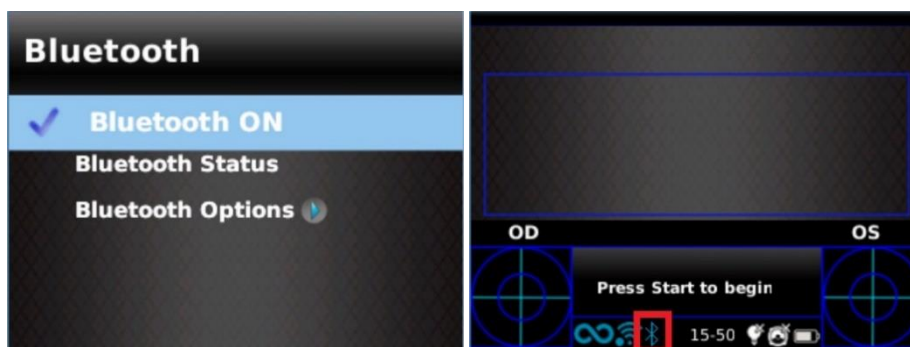 Bluetooth
Bluetooth ON
Bluetooth Status
Bluetooth Options
OD
OS
Press Start to begin
15-50